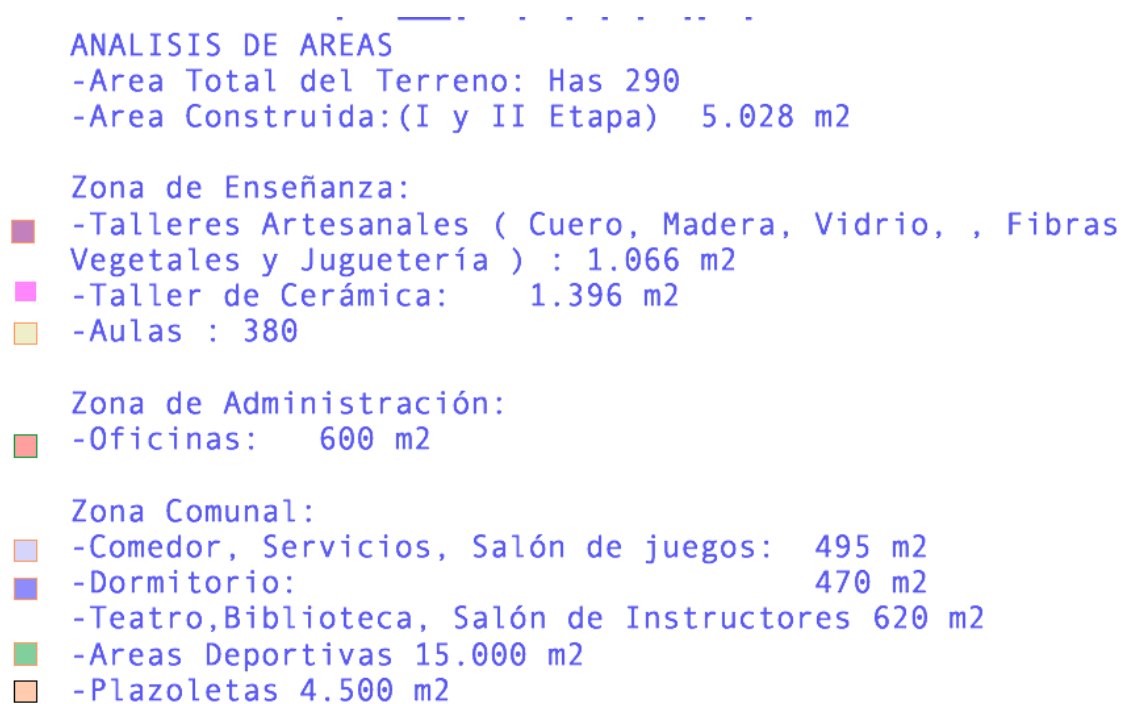 ANALISIS DE AREAS
-Area Total del Terreno: Has 290
-Area Construida:(I y II Etapa) 5.028 m2
Zona de Enseñanza:
-Talleres Artesanales ( Cuero, Madera, Vidrio, , Fibras
Vegetales y Juguetería ) : 1.066 m2
-Taller de Cerámica: 1.396 m2
-Aulas : 380
Zona de Administración:
-Oficinas: 600 m2
Zona Comunal:
-Comedor, Servicios, Salón de juegos: 495 m2
-Dormitorio: 470 m2
-Teatro,Biblioteca, Salón de Instructores 620 m2
-Areas Deportivas 15.000 m2
-Plazoletas 4.500 m2